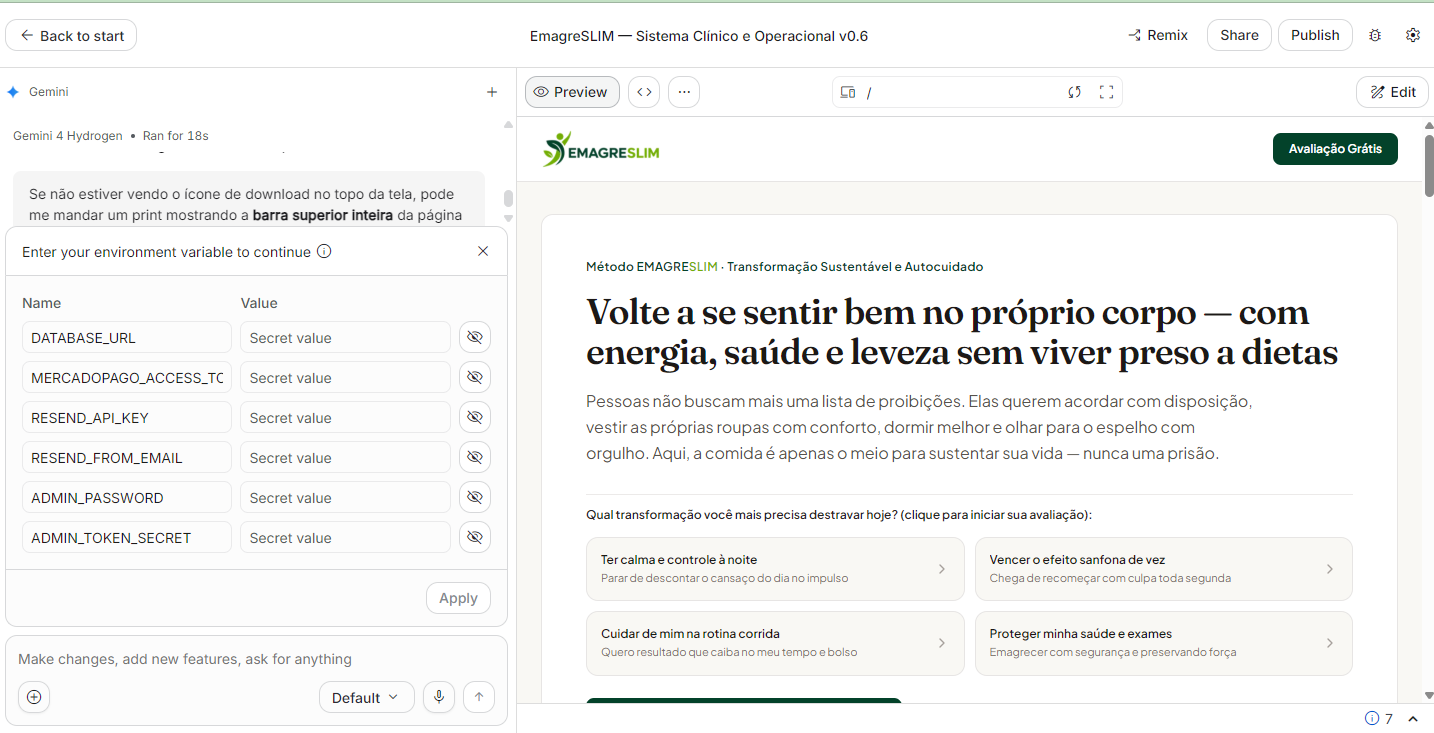 Back to start
EmagreSLIM — Sistema Clínico e Operacional v0.6
Remix
Share
Publish
Gemini
Gemini 4 Hydrogen • Ran for 18s
Se não estiver vendo o ícone de download no topo da tela, pode
me mandar um print mostrando a barra superior inteira da página
Enter your environment variable to continue
Name
Value
DATABASE_URL
Secret value
MERCADOPAGO_ACCESS_TO
Secret value
RESEND_API_KEY
Secret value
RESEND_FROM_EMAIL
Secret value
ADMIN_PASSWORD
Secret value
ADMIN_TOKEN_SECRET
Secret value
Apply
Make changes, add new features, ask for anything
Default
Preview
/
Edit
EMAGRESLIM
Avaliação Grátis
Método EMAGRESLIM · Transformação Sustentável e Autocuidado
Volte a se sentir bem no próprio corpo — com
energia, saúde e leveza sem viver preso a dietas
Pessoas não buscam mais uma lista de proibições. Elas querem acordar com disposição,
vestir as próprias roupas com conforto, dormir melhor e olhar para o espelho com
orgulho. Aqui, a comida é apenas o meio para sustentar sua vida — nunca uma prisão.
Qual transformação você mais precisa destravar hoje? (clique para iniciar sua avaliação):
Ter calma e controle à noite
Parar de descontar o cansaço do dia no impulso
Vencer o efeito sanfona de vez
Chega de recomeçar com culpa toda segunda
Cuidar de mim na rotina corrida
Quero resultado que caiba no meu tempo e bolso
Proteger minha saúde e exames
Emagrecer com segurança e preservando força
7